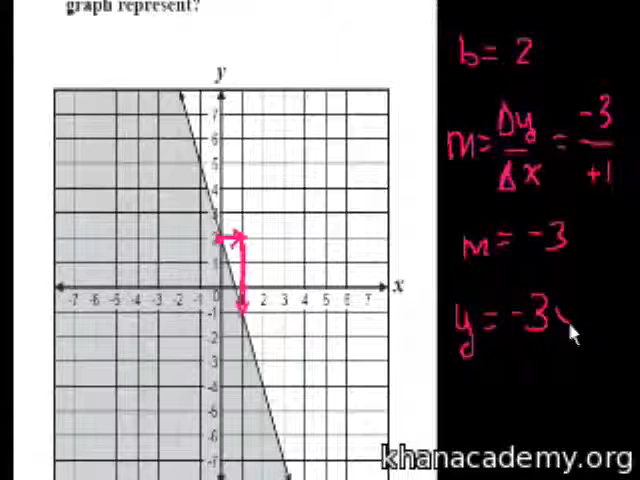 graph represent?
b = 2
y
m = Δy/Δx = -3/+1
7
6
5
4
3
2
1
m = -3
-7 -6 -5 -4 -3 -2 -1 0 2 3 4 5 6 7 x
-1
y = -3
-2
-3
-4
-5
-6
-7
khanacademy.org